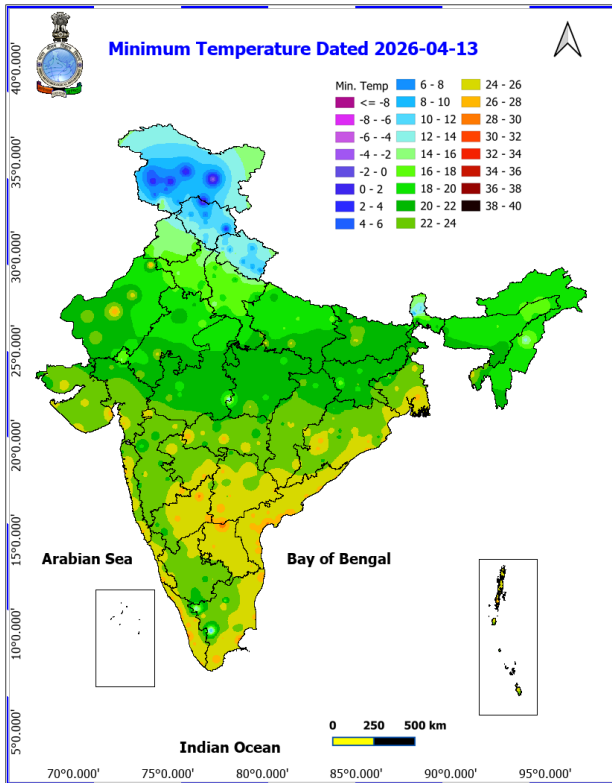 Minimum Temperature Dated 2026-04-13
Min. Temp
<= -8
-8 - -6
-6 - -4
-4 - -2
-2 - 0
0 - 2
2 - 4
4 - 6
6 - 8
8 - 10
10 - 12
12 - 14
14 - 16
16 - 18
18 - 20
20 - 22
22 - 24
24 - 26
26 - 28
28 - 30
30 - 32
32 - 34
34 - 36
36 - 38
38 - 40
40°0.000'
35°0.000'
30°0.000'
25°0.000'
20°0.000'
15°0.000'
10°0.000'
5°0.000'
Arabian Sea
Bay of Bengal
Indian Ocean
0 250 500 km
70°0.000' 75°0.000' 80°0.000' 85°0.000' 90°0.000' 95°0.000'